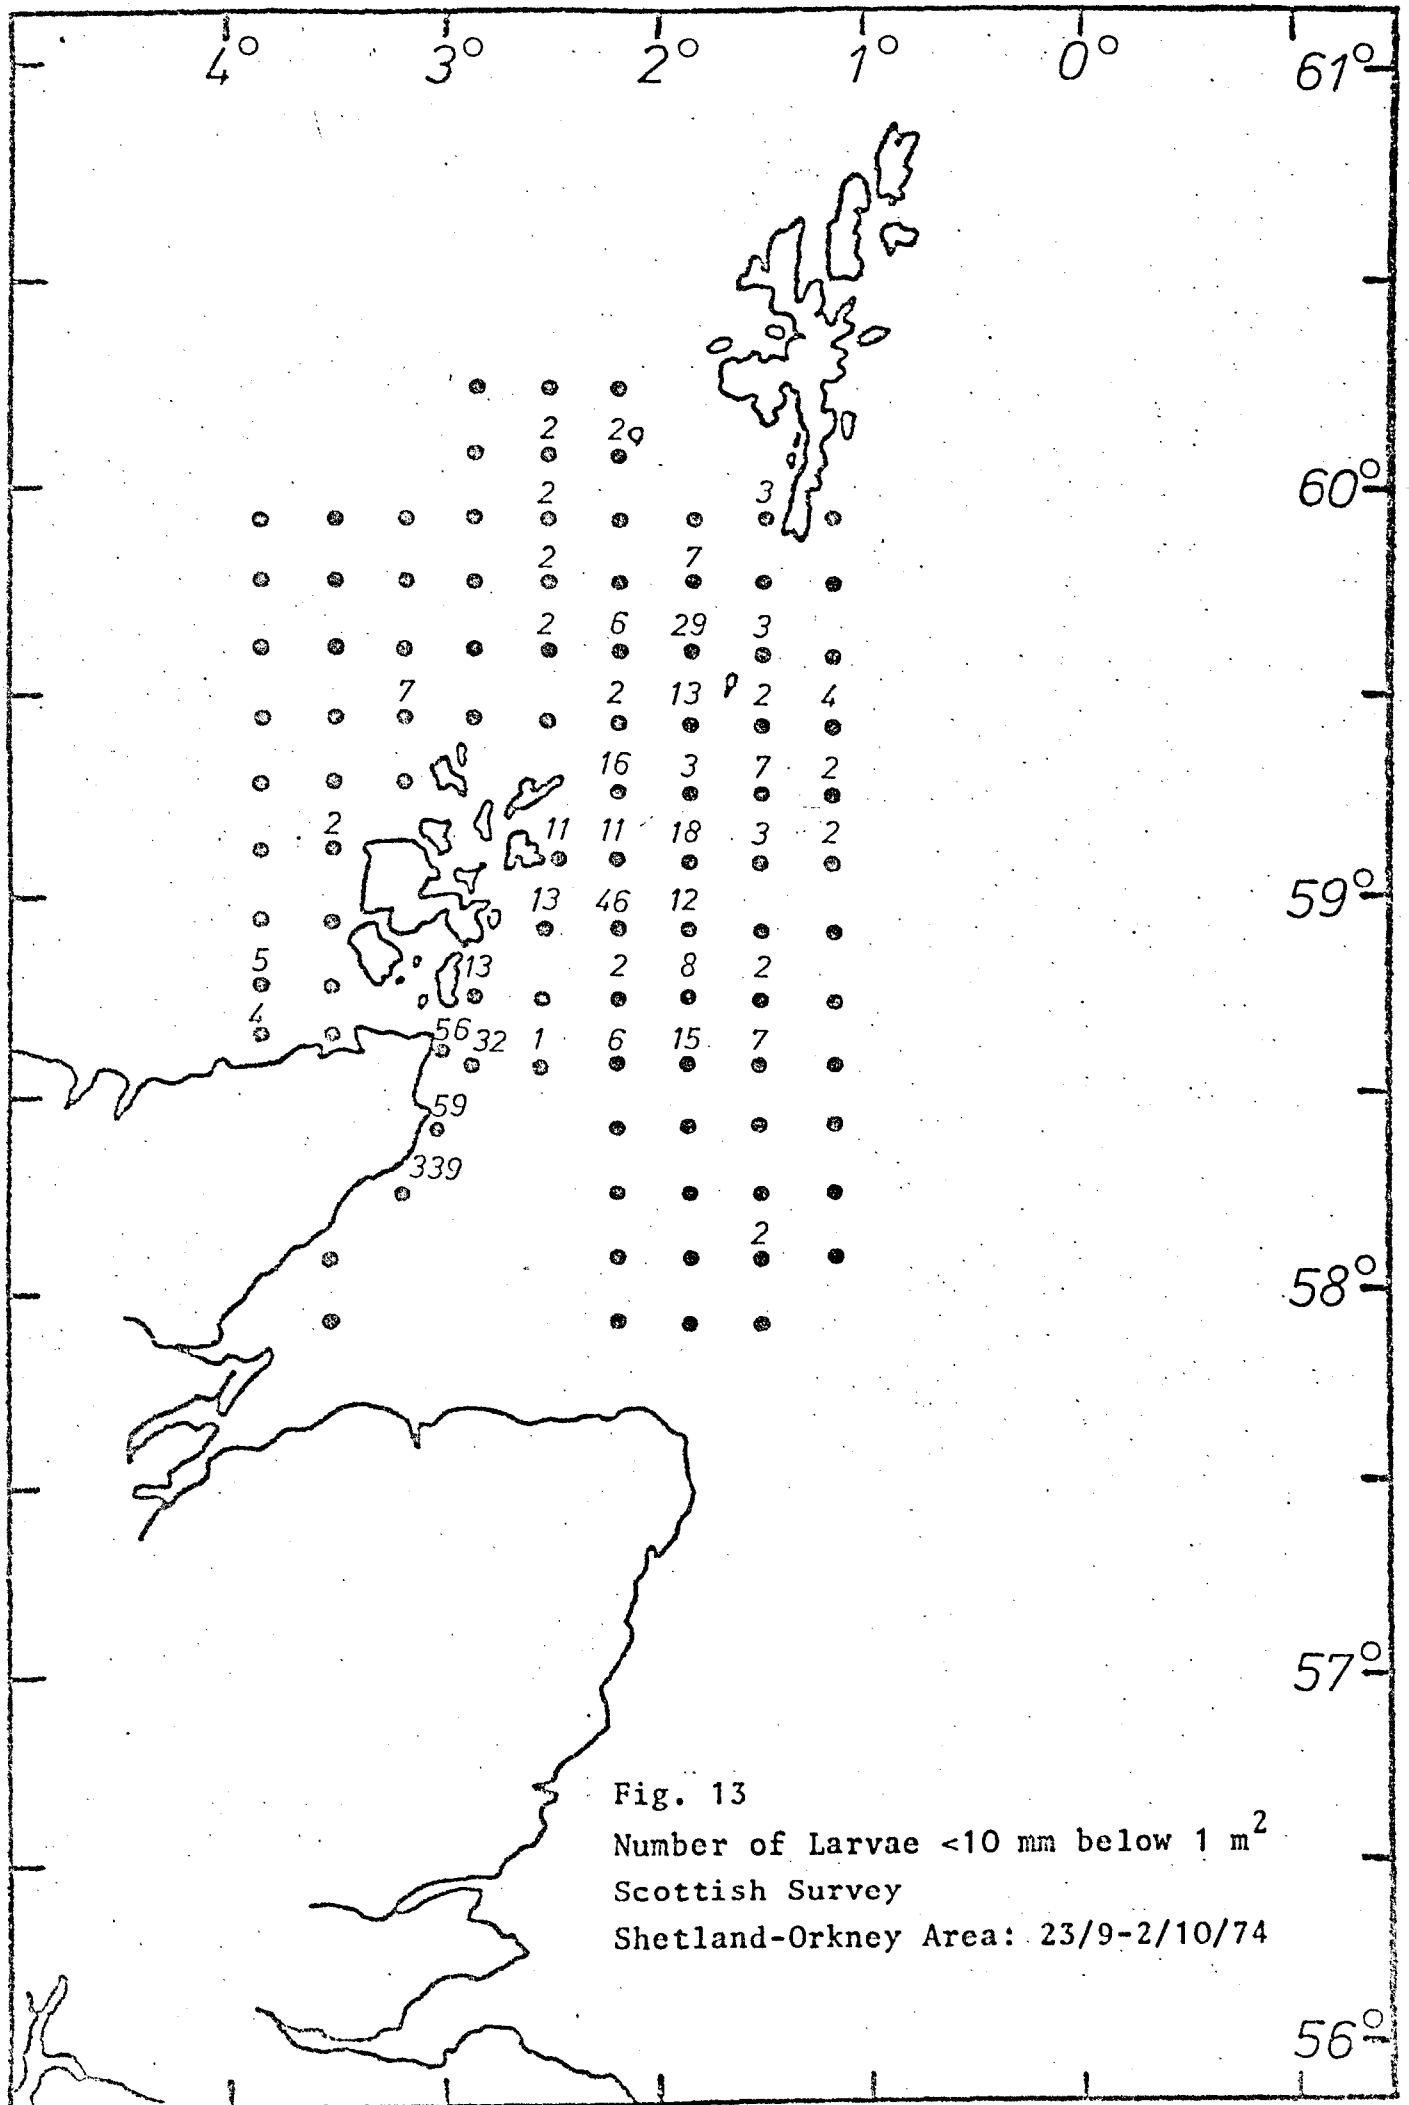 4° 3° 2° 1° 0° 61°
2 2
2 3 60°
2 7
2 6 29 3
7 2 13 2 4
16 3 7 2
2 11 11 18 3 2
13 46 12 59°
5 13 2 8 2
4 56 32 1 6 15 7
59
339
2
58°
57°
Fig. 13
Number of Larvae <10 mm below 1 m²
Scottish Survey
Shetland-Orkney Area: 23/9-2/10/74
56°